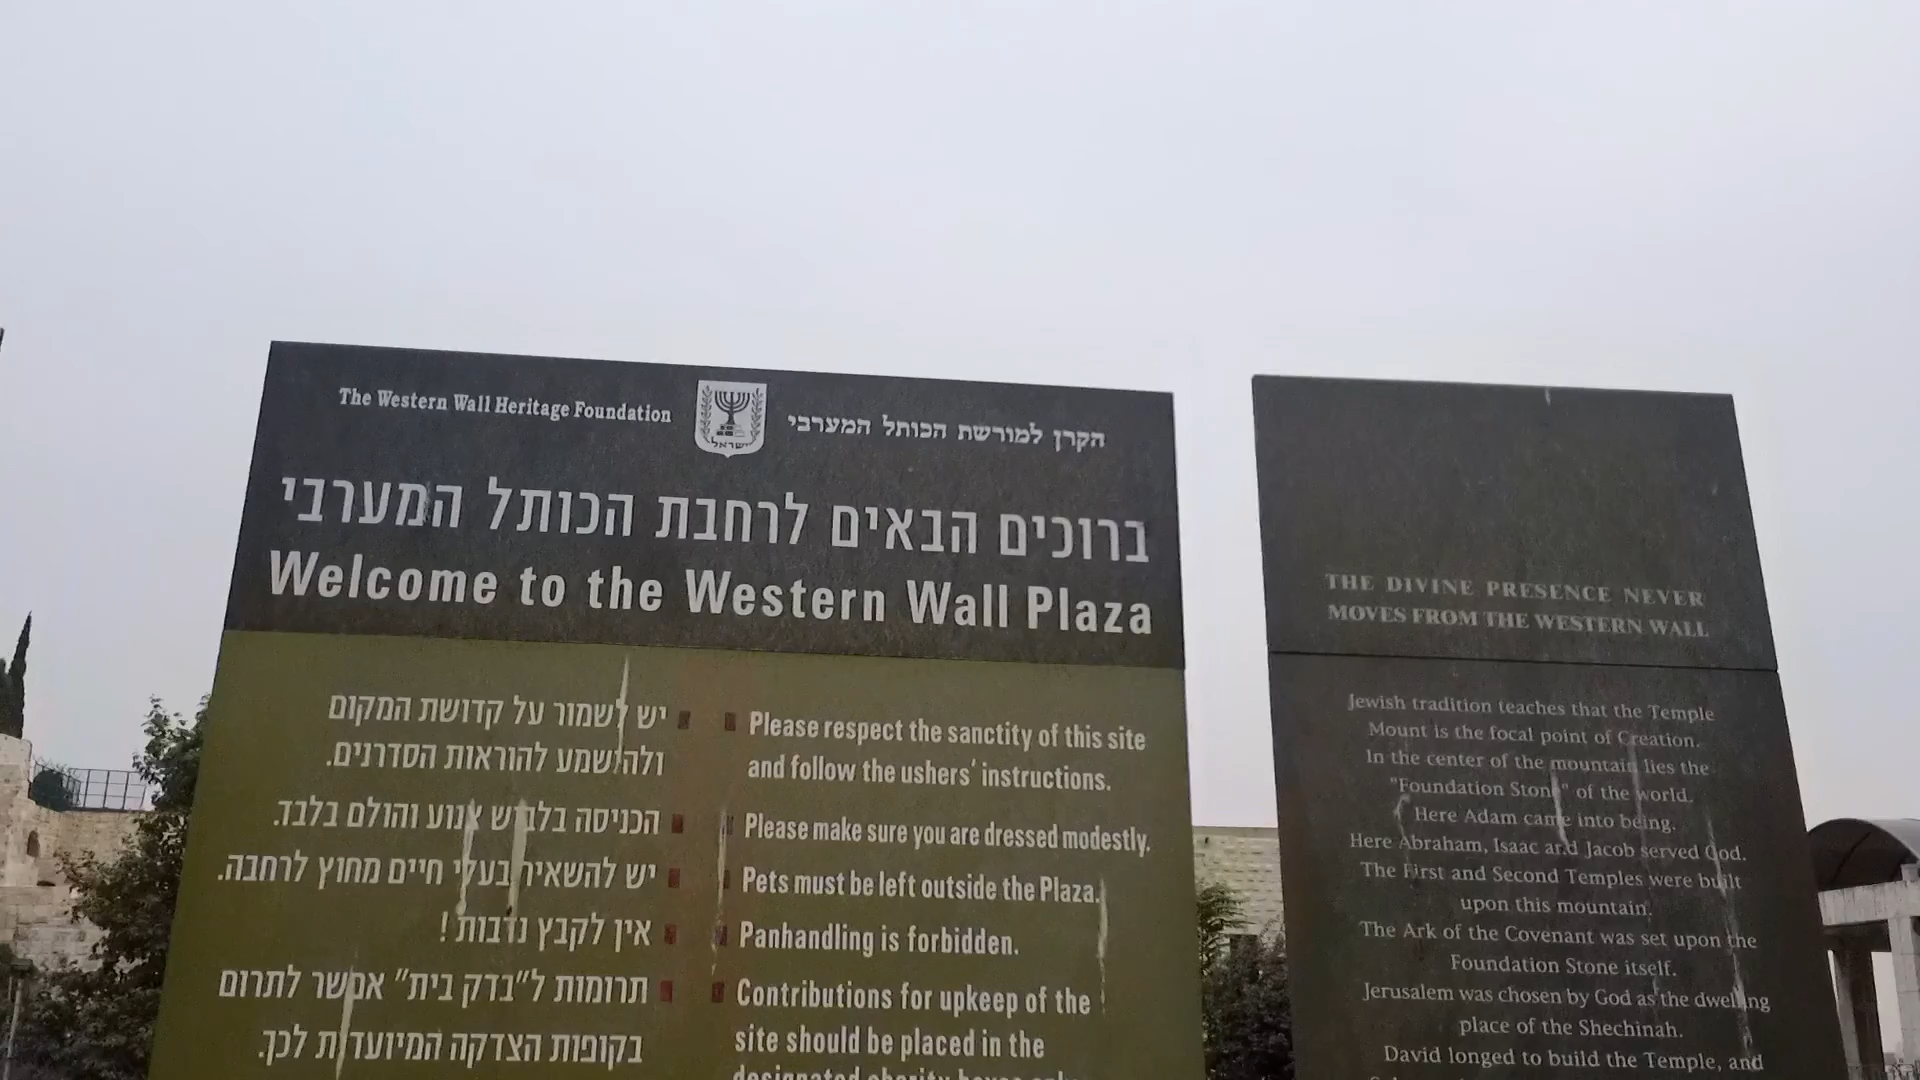 The Western Wall Heritage Foundation
ישראל
הקרן למורשת הכותל המערבי
ברוכים הבאים לרחבת הכותל המערבי
Welcome to the Western Wall Plaza
יש לשמור על קדושת המקום
ולהישמע להוראות הסדרנים.
הכניסה בלבוש צנוע והולם בלבד.
יש להשאיר בעלי חיים מחוץ לרחבה.
אין לקבץ נדבות !
תרומות ל"בדק בית" אפשר לתרום
בקופות הצדקה המיועדות לכך.
Please respect the sanctity of this site
and follow the ushers' instructions.
Please make sure you are dressed modestly.
Pets must be left outside the Plaza.
Panhandling is forbidden.
Contributions for upkeep of the
site should be placed in the
THE DIVINE PRESENCE NEVER
MOVES FROM THE WESTERN WALL
Jewish tradition teaches that the Temple
Mount is the focal point of Creation.
In the center of the mountain lies the
"Foundation Stone" of the world.
Here Adam came into being.
Here Abraham, Isaac and Jacob served God.
The First and Second Temples were built
upon this mountain.
The Ark of the Covenant was set upon the
Foundation Stone itself.
Jerusalem was chosen by God as the dwelling
place of the Shechinah.
David longed to build the Temple, and